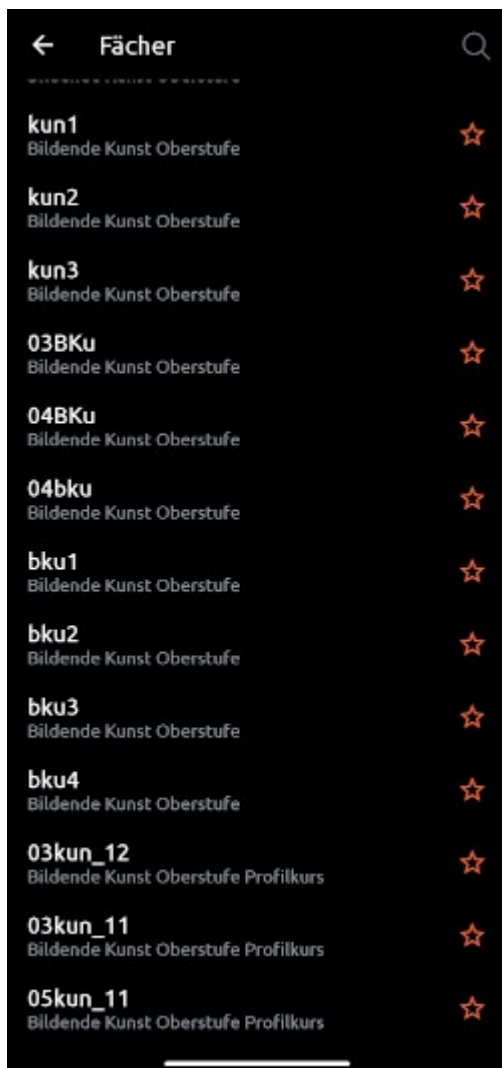 Fächer
kun1
Bildende Kunst Oberstufe
kun2
Bildende Kunst Oberstufe
kun3
Bildende Kunst Oberstufe
03BKu
Bildende Kunst Oberstufe
04BKu
Bildende Kunst Oberstufe
04bku
Bildende Kunst Oberstufe
bku1
Bildende Kunst Oberstufe
bku2
Bildende Kunst Oberstufe
bku3
Bildende Kunst Oberstufe
bku4
Bildende Kunst Oberstufe
03kun_12
Bildende Kunst Oberstufe Profilkurs
03kun_11
Bildende Kunst Oberstufe Profilkurs
05kun_11
Bildende Kunst Oberstufe Profilkurs